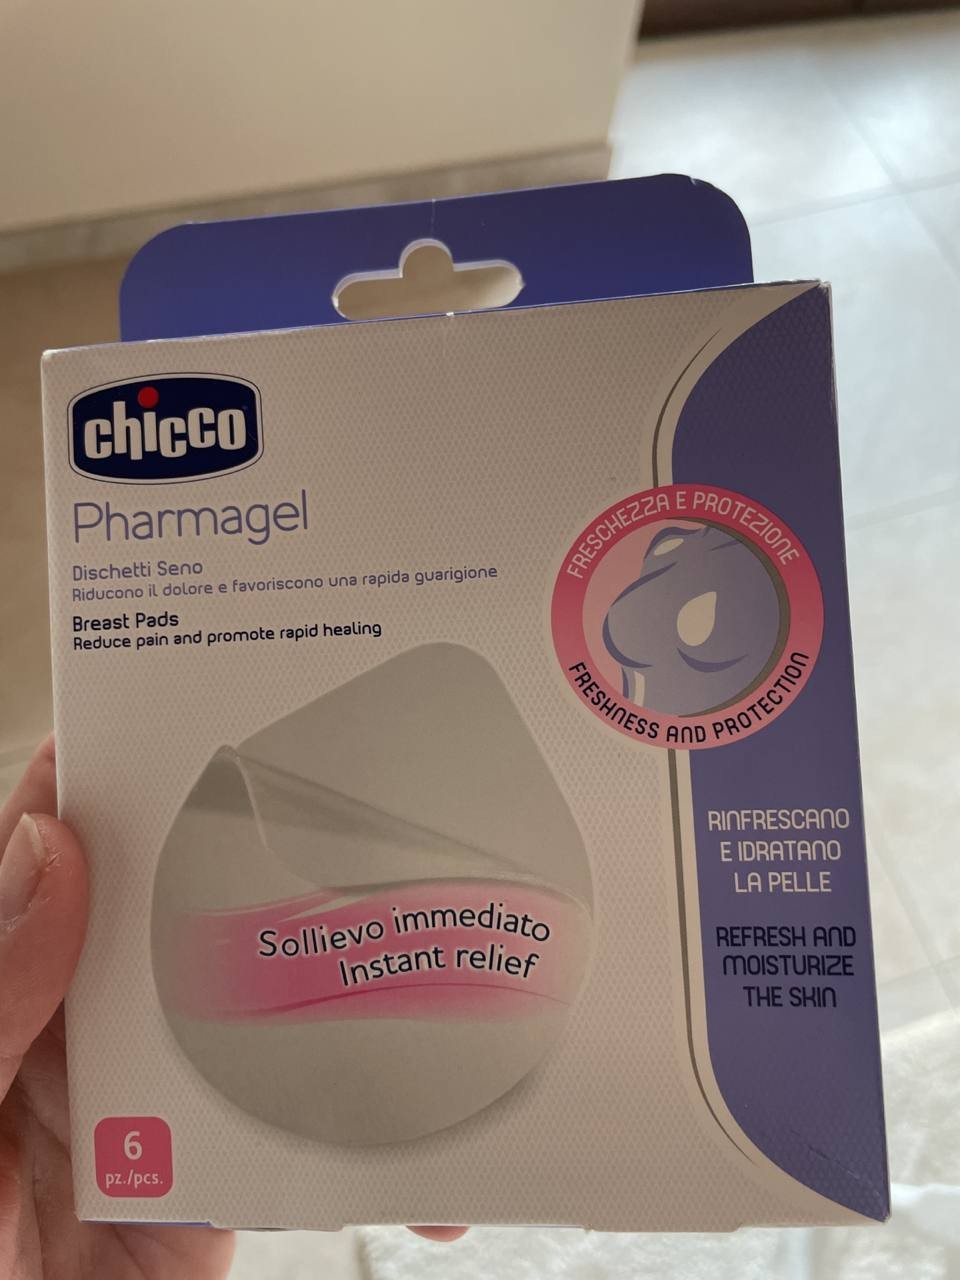 chicco
Pharmagel
Dischetti Seno
Riducono il dolore e favoriscono una rapida guarigione
Breast Pads
Reduce pain and promote rapid healing
FRESCHEZZA E PROTEZIONE
FRESHNESS AND PROTECTION
Sollievo immediato
Instant relief
RINFRESCANO
E IDRATANO
LA PELLE
REFRESH AND
MOISTURIZE
THE SKIN
6
pz./pcs.